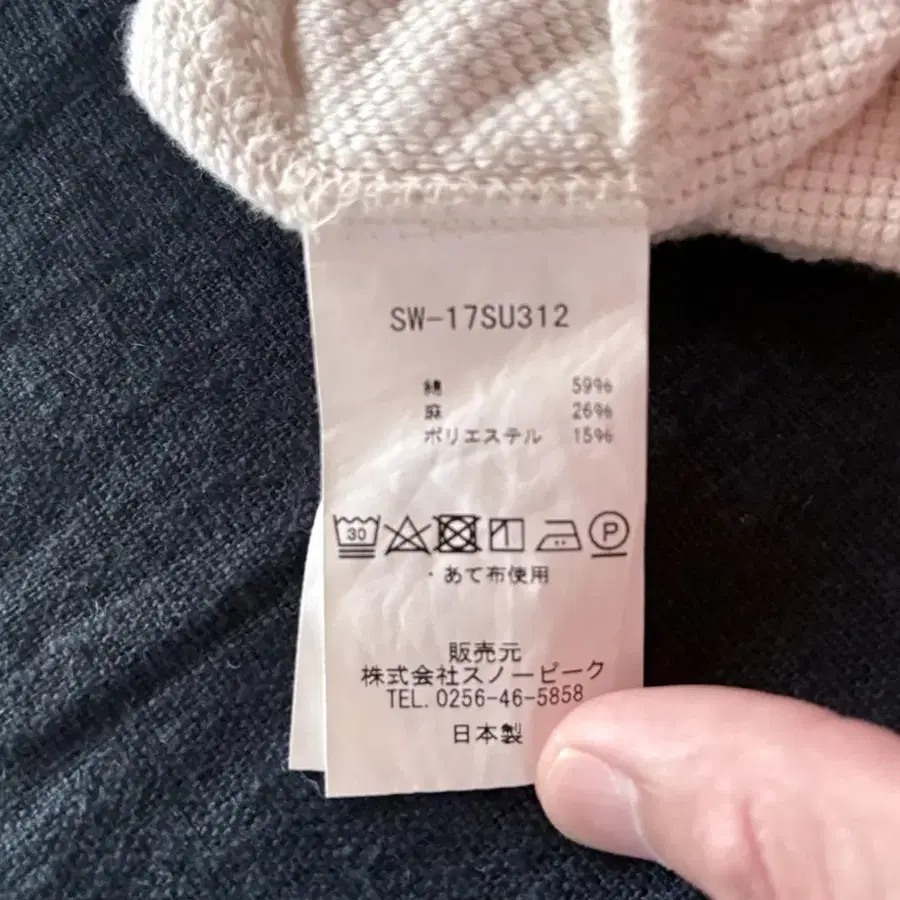 SW-17SU312
綿 59%
麻 26%
ポリエステル 15%
30 P
・あて布使用
販売元
株式会社スノーピーク
TEL.0256-46-5858
日本製